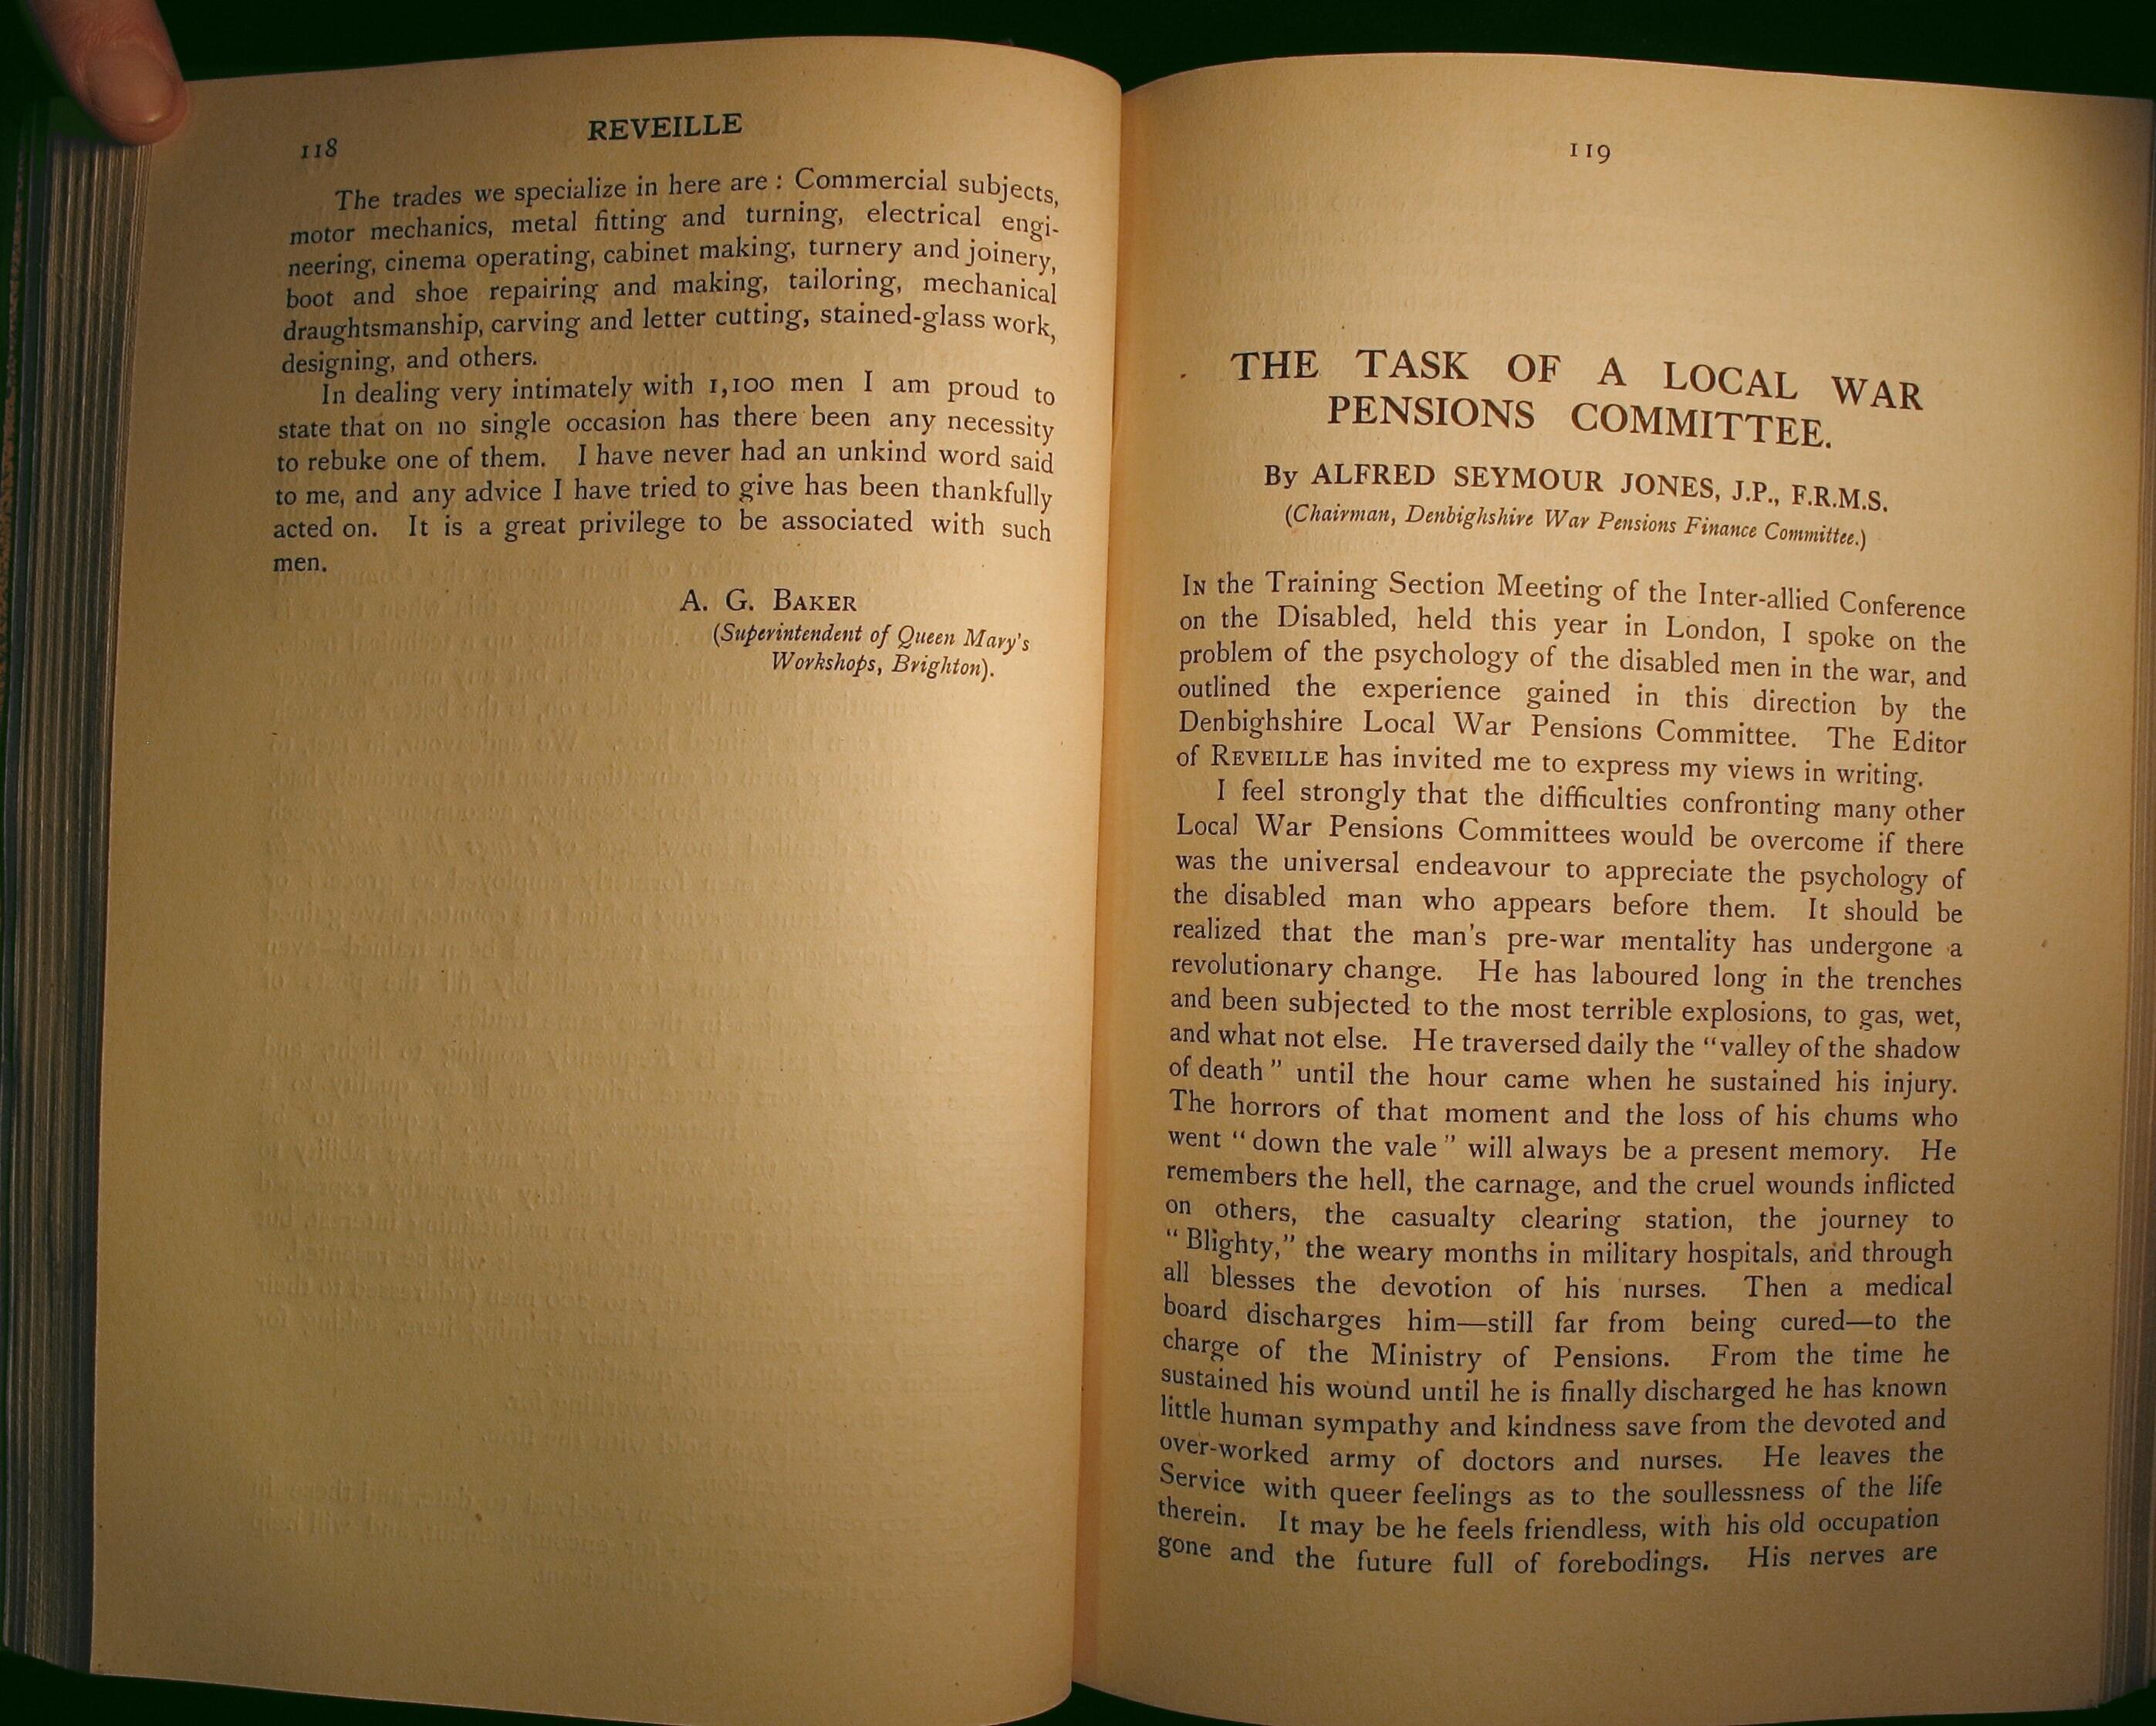 118
REVEILLE
The trades we specialize in here are : Commercial subjects,
motor mechanics, metal fitting and turning, electrical engi-
neering, cinema operating, cabinet making, turnery and joinery,
boot and shoe repairing and making, tailoring, mechanical
draughtsmanship, carving and letter cutting, stained-glass work,
designing, and others.
In dealing very intimately with 1,100 men I am proud to
state that on no single occasion has there been any necessity
to rebuke one of them. I have never had an unkind word said
to me, and any advice I have tried to give has been thankfully
acted on. It is a great privilege to be associated with such
men.
A. G. BAKER
(Superintendent of Queen Mary's
Workshops, Brighton).
119
THE TASK OF A LOCAL WAR
PENSIONS COMMITTEE.
By ALFRED SEYMOUR JONES, J.P., F.R.M.S.
(Chairman, Denbighshire War Pensions Finance Committee.)
IN the Training Section Meeting of the Inter-allied Conference
on the Disabled, held this year in London, I spoke on the
problem of the psychology of the disabled men in the war, and
outlined the experience gained in this direction by the
Denbighshire Local War Pensions Committee. The Editor
of REVEILLE has invited me to express my views in writing.
I feel strongly that the difficulties confronting many other
Local War Pensions Committees would be overcome if there
was the universal endeavour to appreciate the psychology of
the disabled man who appears before them. It should be
realized that the man's pre-war mentality has undergone a
revolutionary change. He has laboured long in the trenches
and been subjected to the most terrible explosions, to gas, wet,
and what not else. He traversed daily the "valley of the shadow
of death" until the hour came when he sustained his injury.
The horrors of that moment and the loss of his chums who
went "down the vale" will always be a present memory. He
remembers the hell, the carnage, and the cruel wounds inflicted
on others, the casualty clearing station, the journey to
"Blighty," the weary months in military hospitals, and through
all blesses the devotion of his nurses. Then a medical
board discharges him—still far from being cured—to the
charge of the Ministry of Pensions. From the time he
sustained his wound until he is finally discharged he has known
little human sympathy and kindness save from the devoted and
over-worked army of doctors and nurses. He leaves the
Service with queer feelings as to the soullessness of the life
therein. It may be he feels friendless, with his old occupation
gone and the future full of forebodings. His nerves are